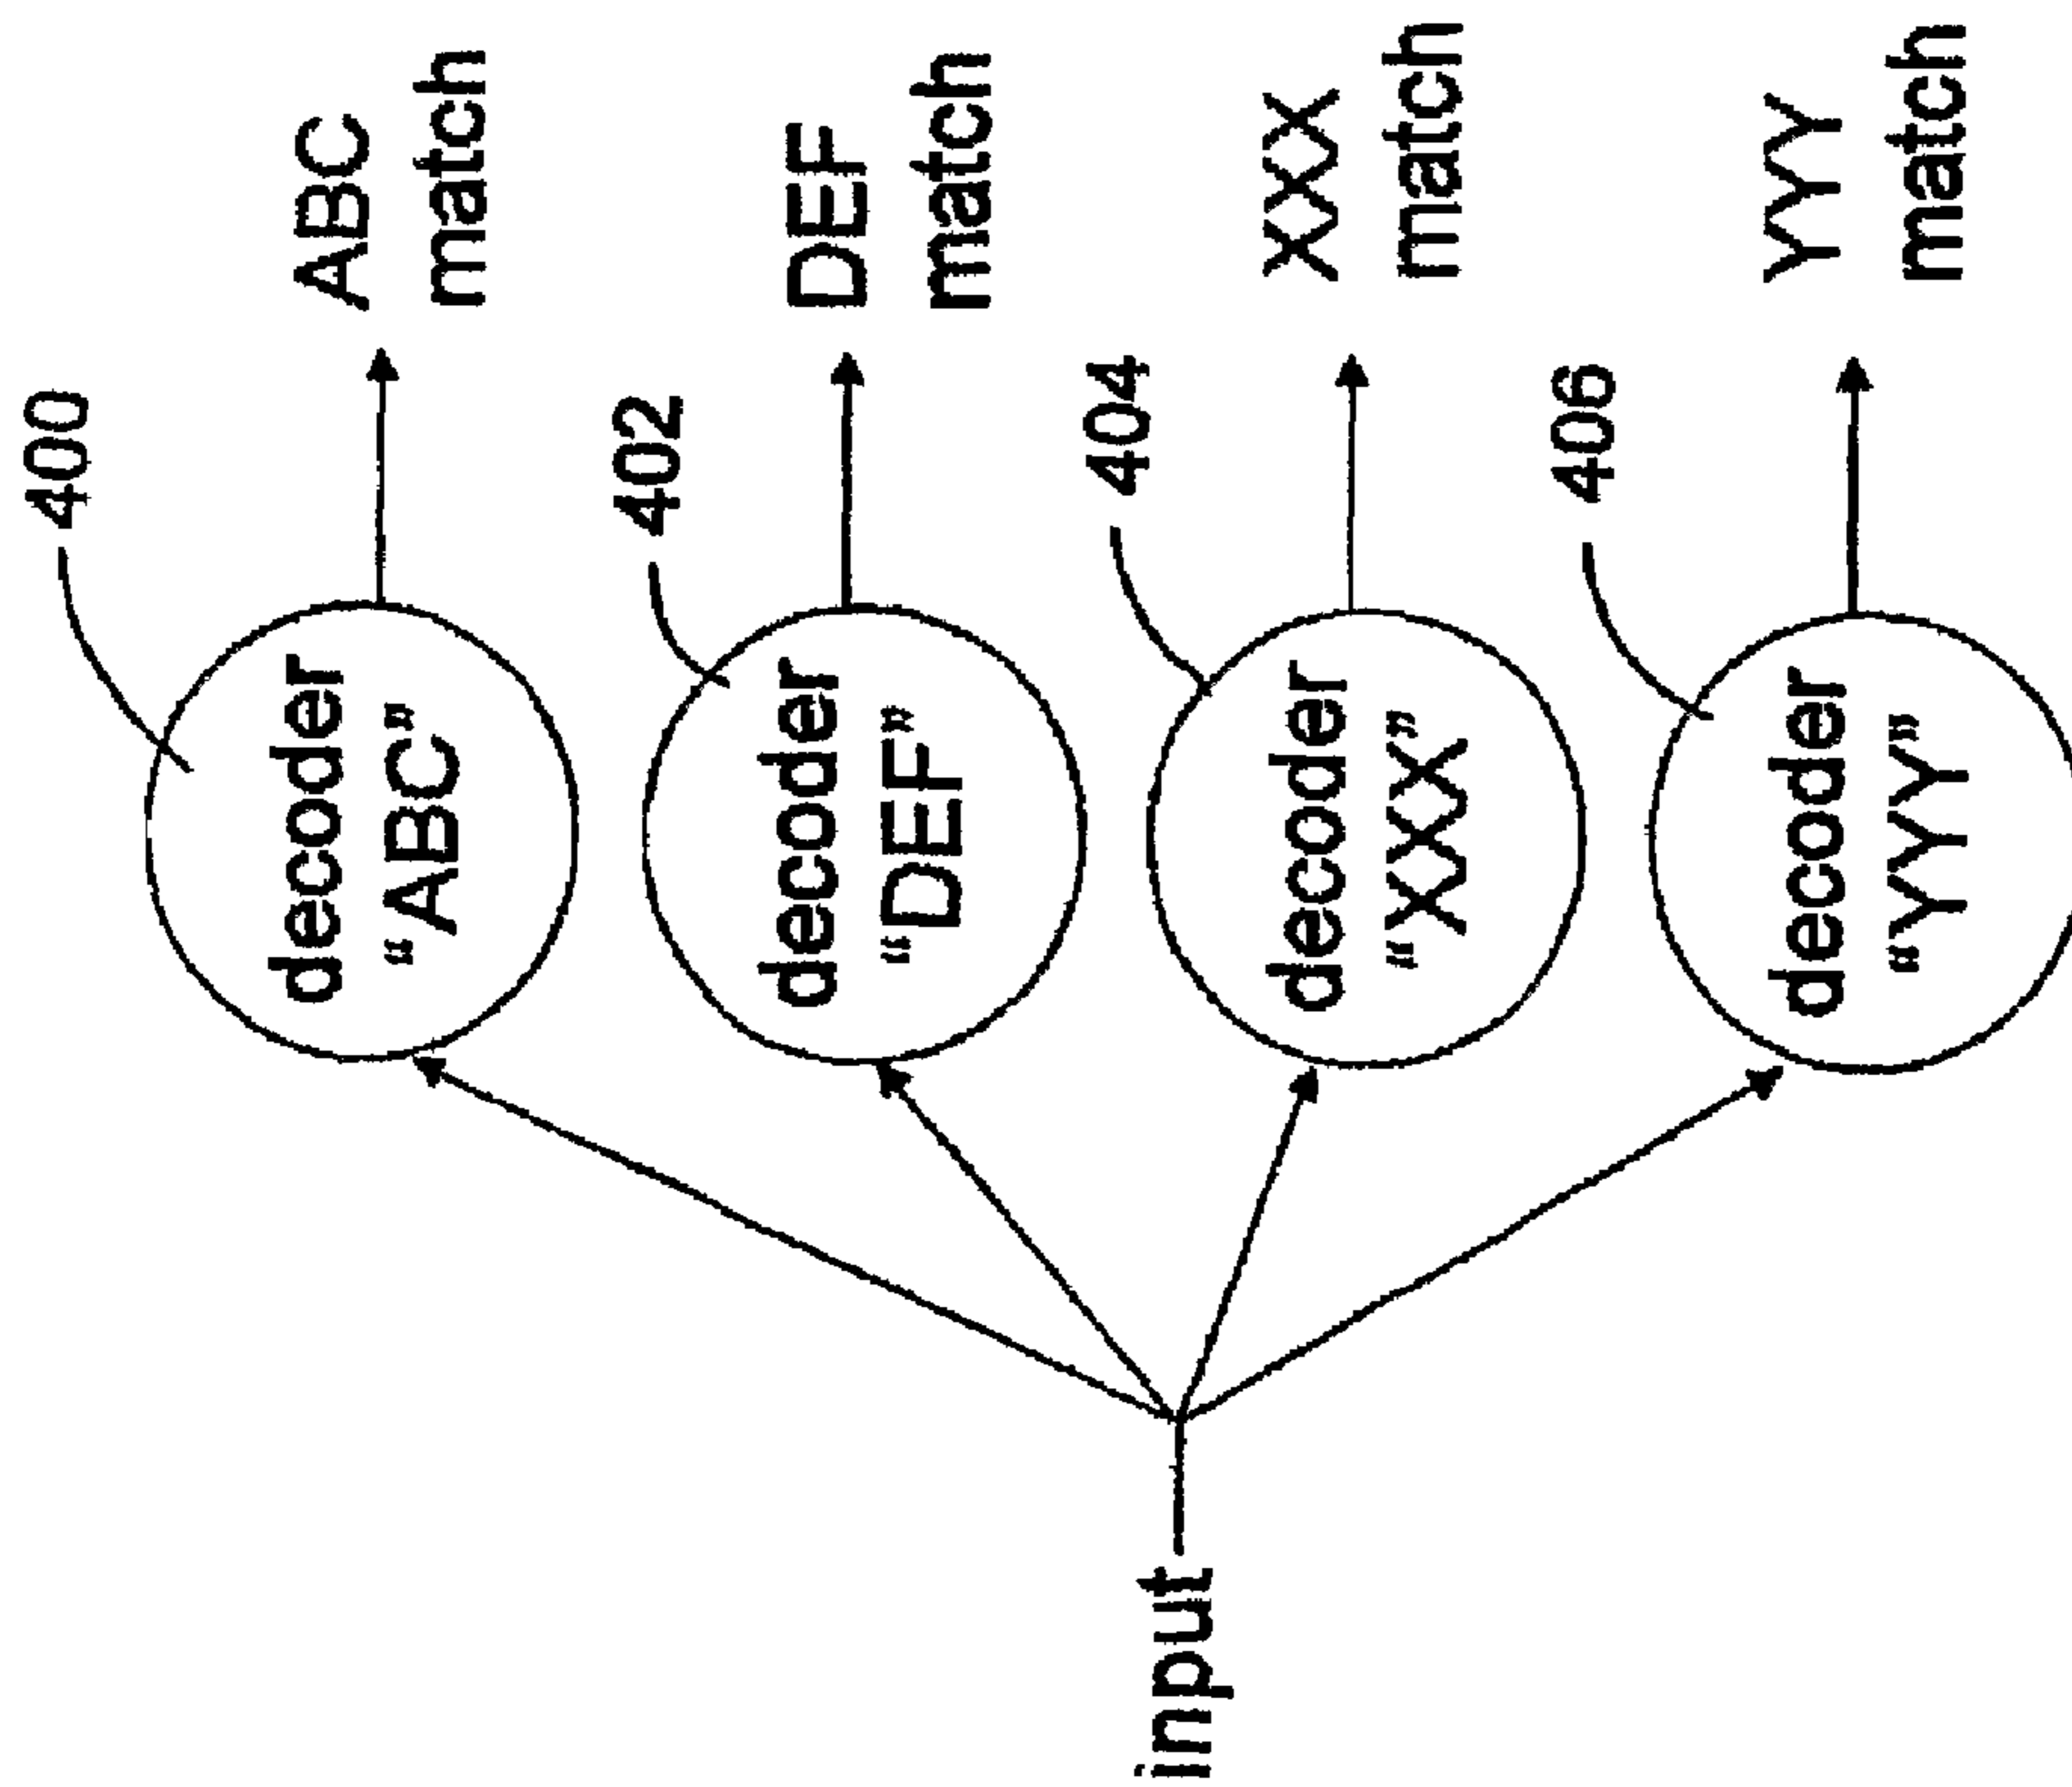 400
decoder
“ABC”
ABC
match
402
decoder
“DEF”
DEF
match
input
404
decoder
“XXX”
XXX
match
406
decoder
“YYY”
YYY
match